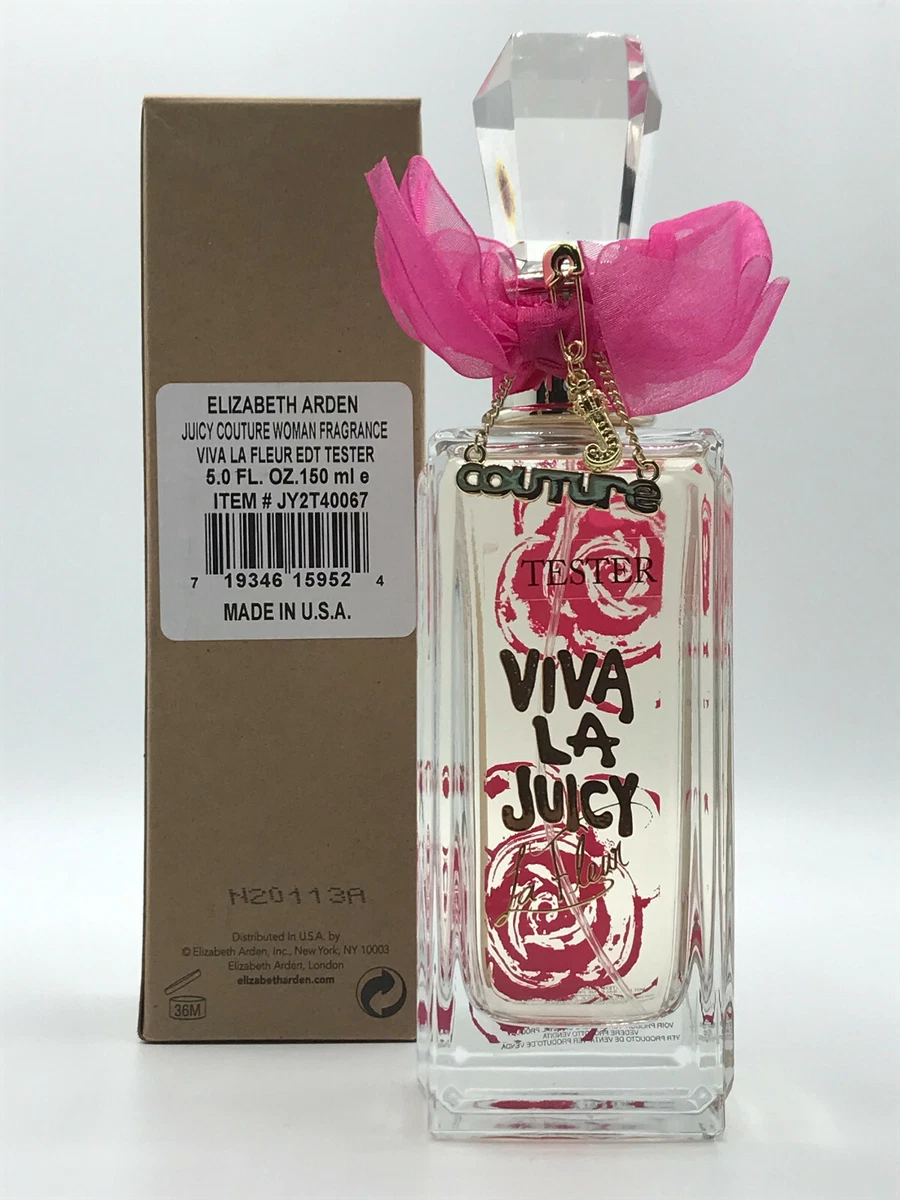 ELIZABETH ARDEN
JUICY COUTURE WOMAN FRAGRANCE
VIVA LA FLEUR EDT TESTER
5.0 FL. OZ.150 ml e
ITEM # JY2T40067
7 19346 15952 4
MADE IN U.S.A.
N20113A
Distributed in U.S.A. by
© Elizabeth Arden, Inc., New York, NY 10003
Elizabeth Arden, London
elizabetharden.com
36M
couture
TESTER
VIVA
LA
JUICY
La Fleur